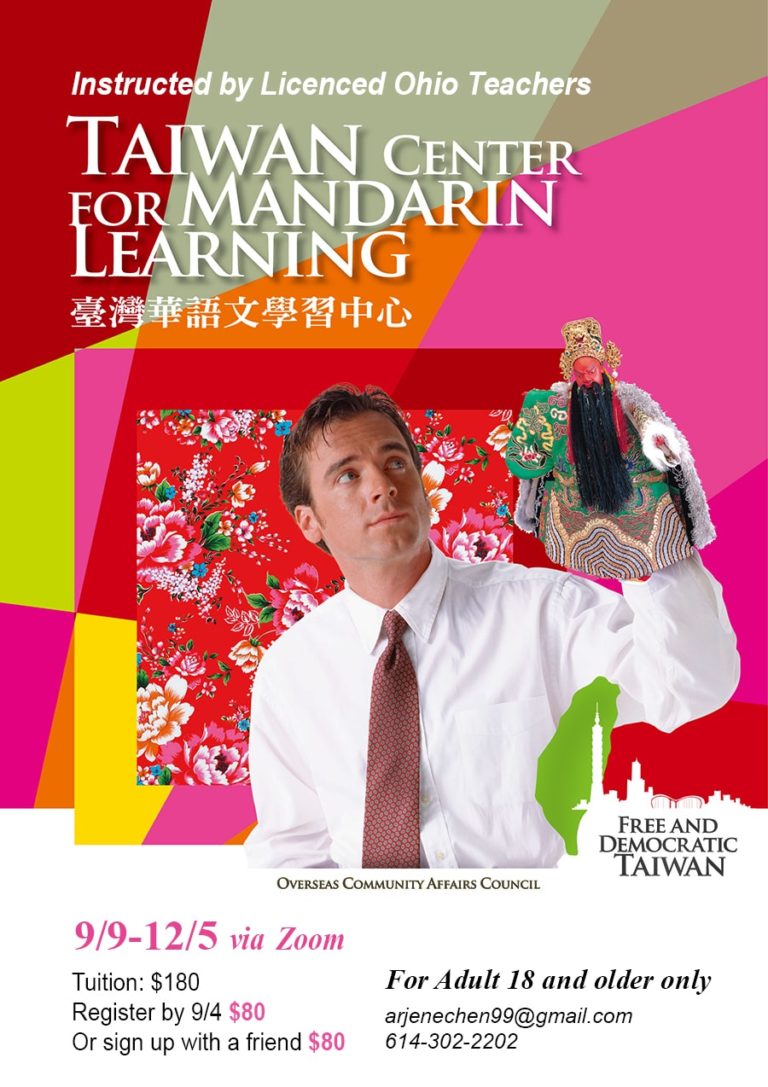 Instructed by Licenced Ohio Teachers
TAIWAN CENTER
FOR MANDARIN
LEARNING
臺灣華語文學習中心
FREE AND
DEMOCRATIC
TAIWAN
OVERSEAS COMMUNITY AFFAIRS COUNCIL
9/9-12/5 via Zoom
Tuition: $180
Register by 9/4 $80
Or sign up with a friend $80
For Adult 18 and older only
arjenechen99@gmail.com
614-302-2202